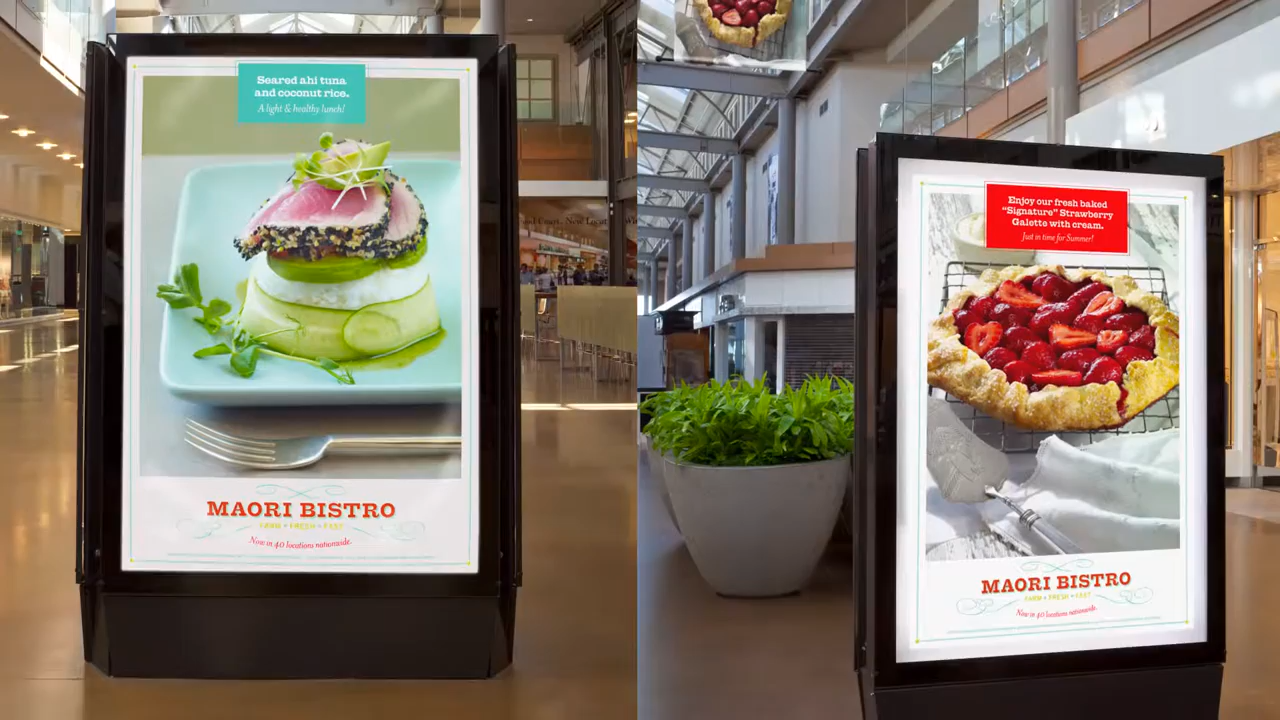 Seared ahi tuna
and coconut rice.
A light & healthy lunch!
MAORI BISTRO
FARM • FRESH • FAST
Now in 40 locations nationwide.
Enjoy our fresh baked
“Signature” Strawberry
Galette with cream.
Just in time for Summer!
MAORI BISTRO
FARM • FRESH • FAST
Now in 40 locations nationwide.